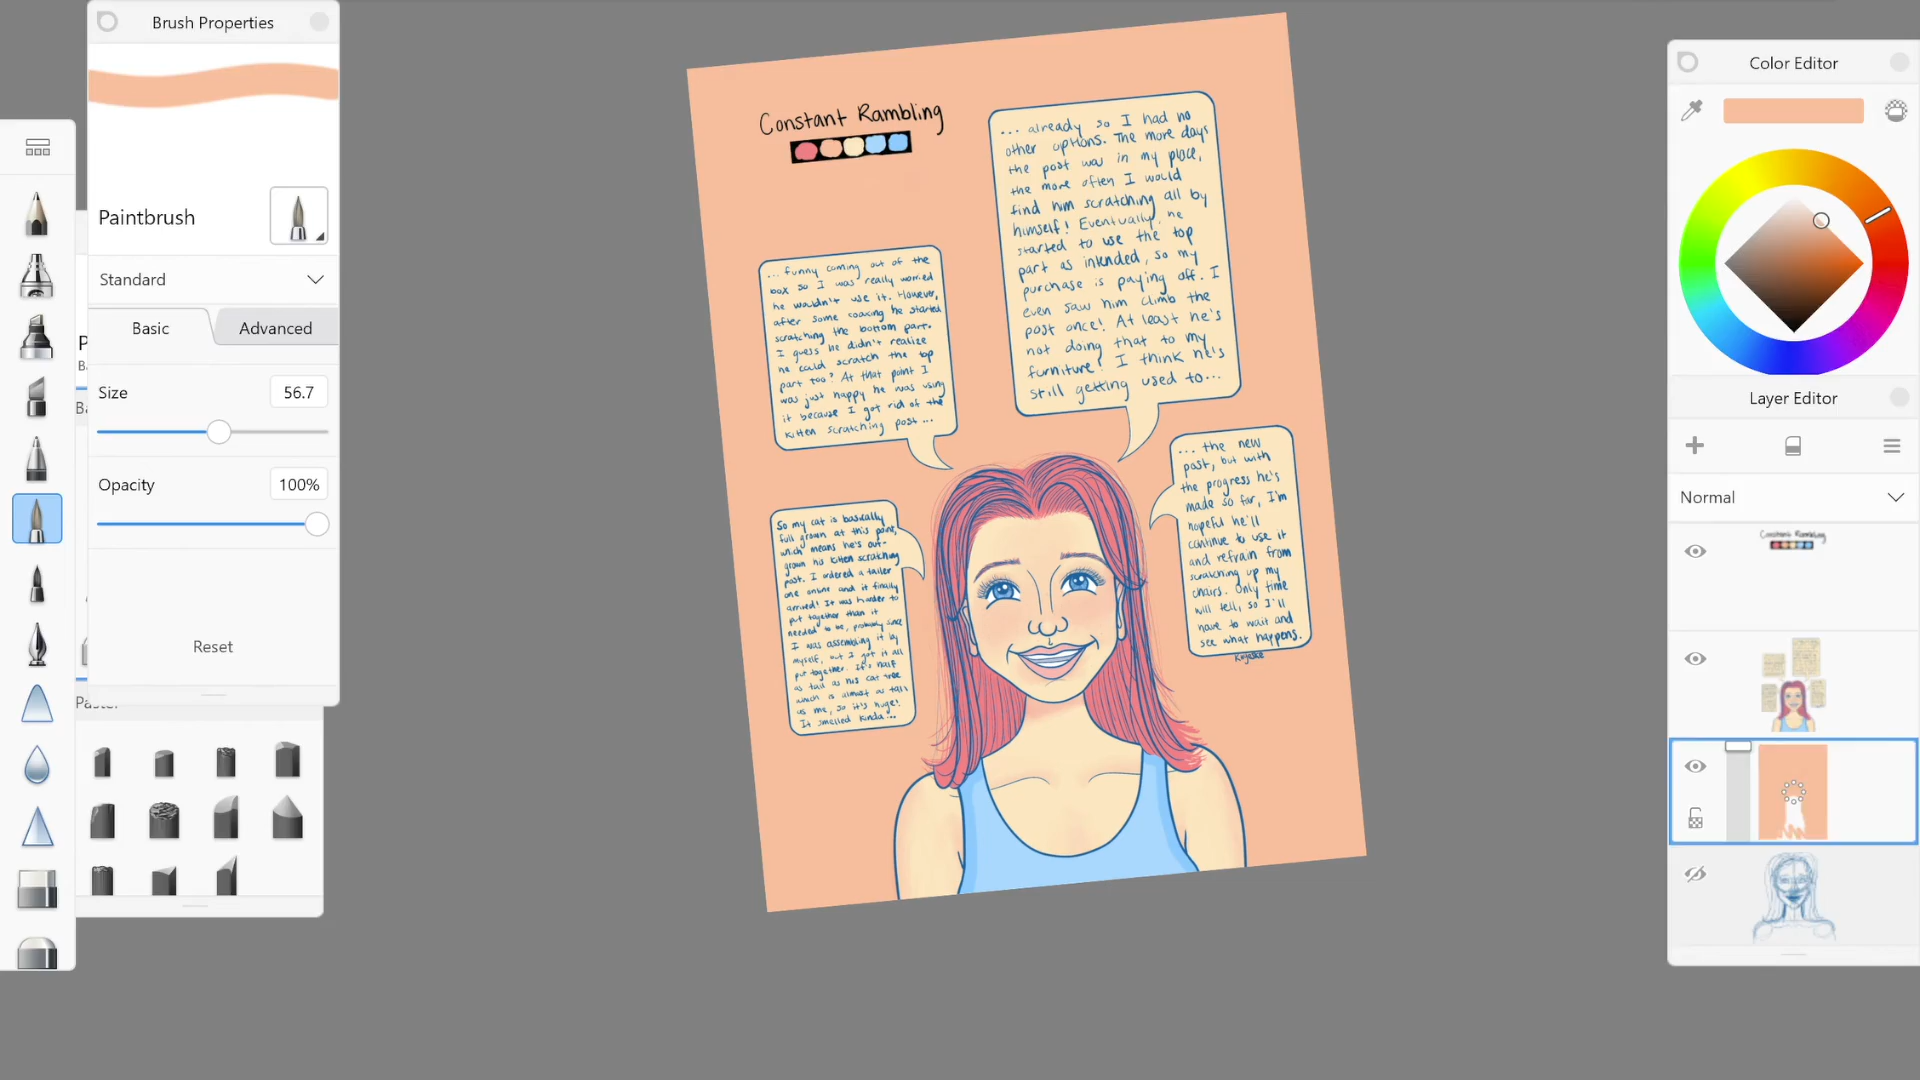 Brush Properties
Paintbrush
Standard
Basic
Advanced
Size
56.7
Opacity
100%
Reset
Constant Rambling
So my cat is basically
full grown at this point,
which means he's out-
grown his kitten scratching
post. I ordered a taller
one online and it finally
arrived! It was harder to
put together than it
needed to be, probably since
I was assembling it by
myself, but I got it all
put together. It's half
as tall as his cat tree
which is almost as tall
as me, so it's huge!
It smelled kinda...
... funny coming out of the
box so I was really worried
he wouldn't use it. However,
after some coaxing he started
scratching the bottom part.
I guess he didn't realize
he could scratch the top
part too? At that point I
was just happy he was using
it because I got rid of the
kitten scratching post...
... already so I had no
other options. The more days
the post was in my place,
the more often I would
find him scratching all by
himself! Eventually, he
started to use the top
part as intended, so my
purchase is paying off. I
even saw him climb the
post once! At least he's
not doing that to my
furniture? I think he's
still getting used to...
... the new
post, but with
the progress he's
made so far, I'm
hopeful he'll
continue to use it
and refrain from
scratching up my
chairs. Only time
will tell, so I'll
have to wait and
see what happens.
Color Editor
Layer Editor
Normal
Constant Rambling